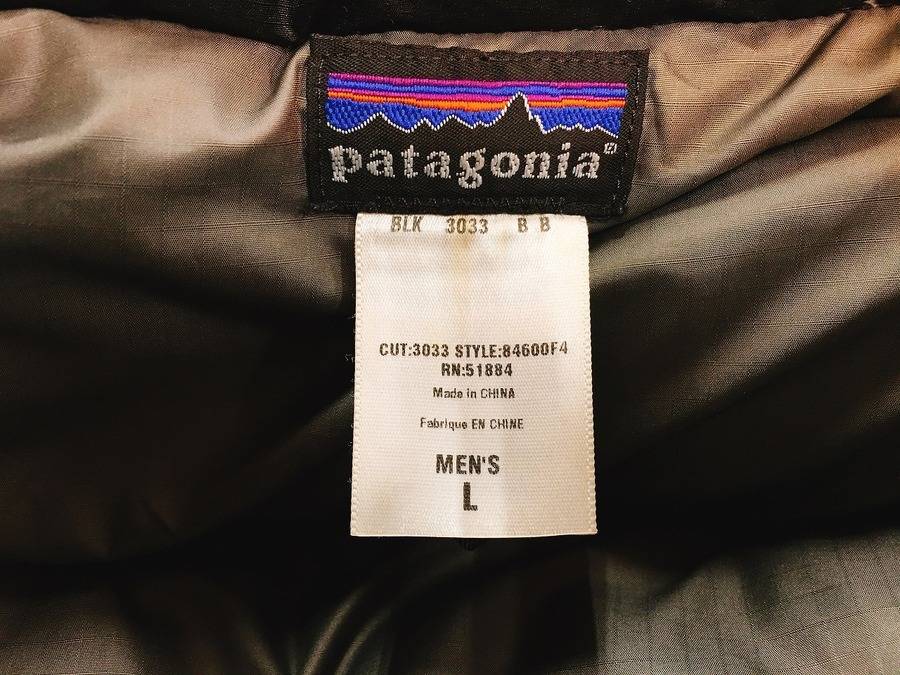 patagonia®
BLK 3033 B B
CUT:3033 STYLE:84600F4
RN:51884
Made in CHINA
Fabrique EN CHINE
MEN'S
L